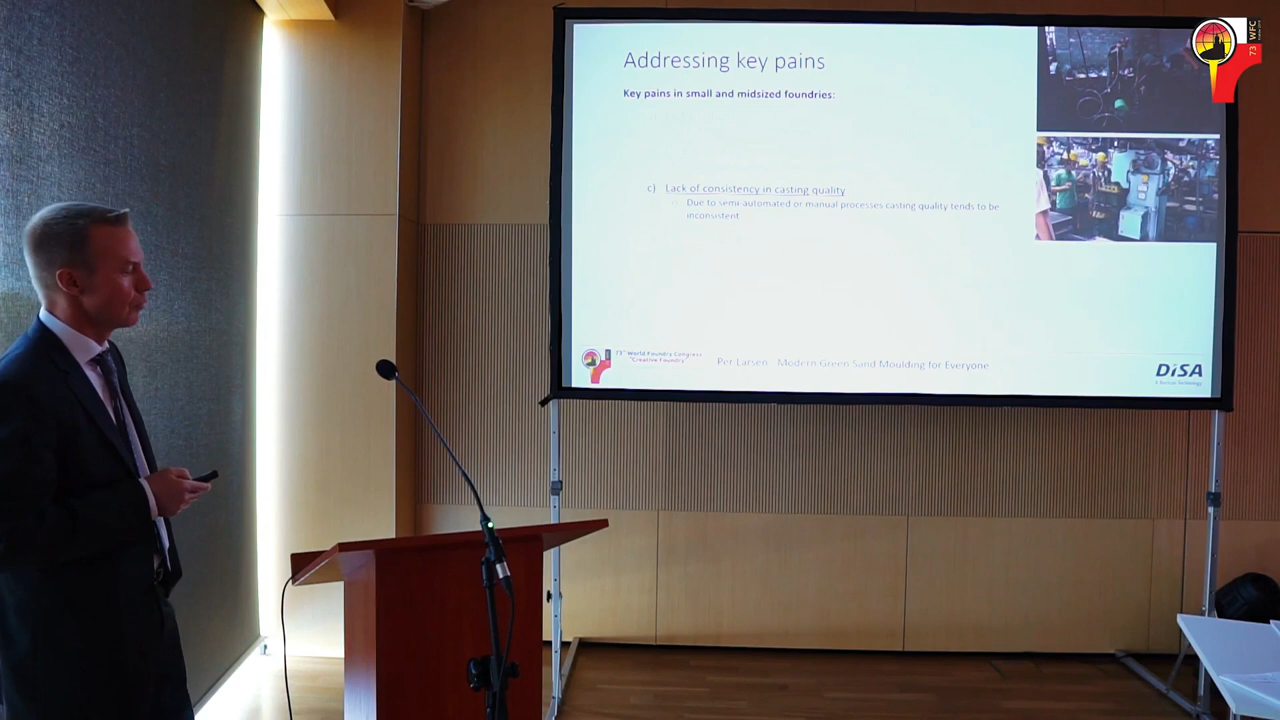 Addressing key pains
Key pains in small and midsized foundries:
c) Lack of consistency in casting quality
Due to semi-automated or manual processes casting quality tends to be
inconsistent
73rd World Foundry Congress
"Creative Foundry"
Per Larsen Modern Green Sand Moulding for Everyone
DISA
A Norican Technology
73 WFC